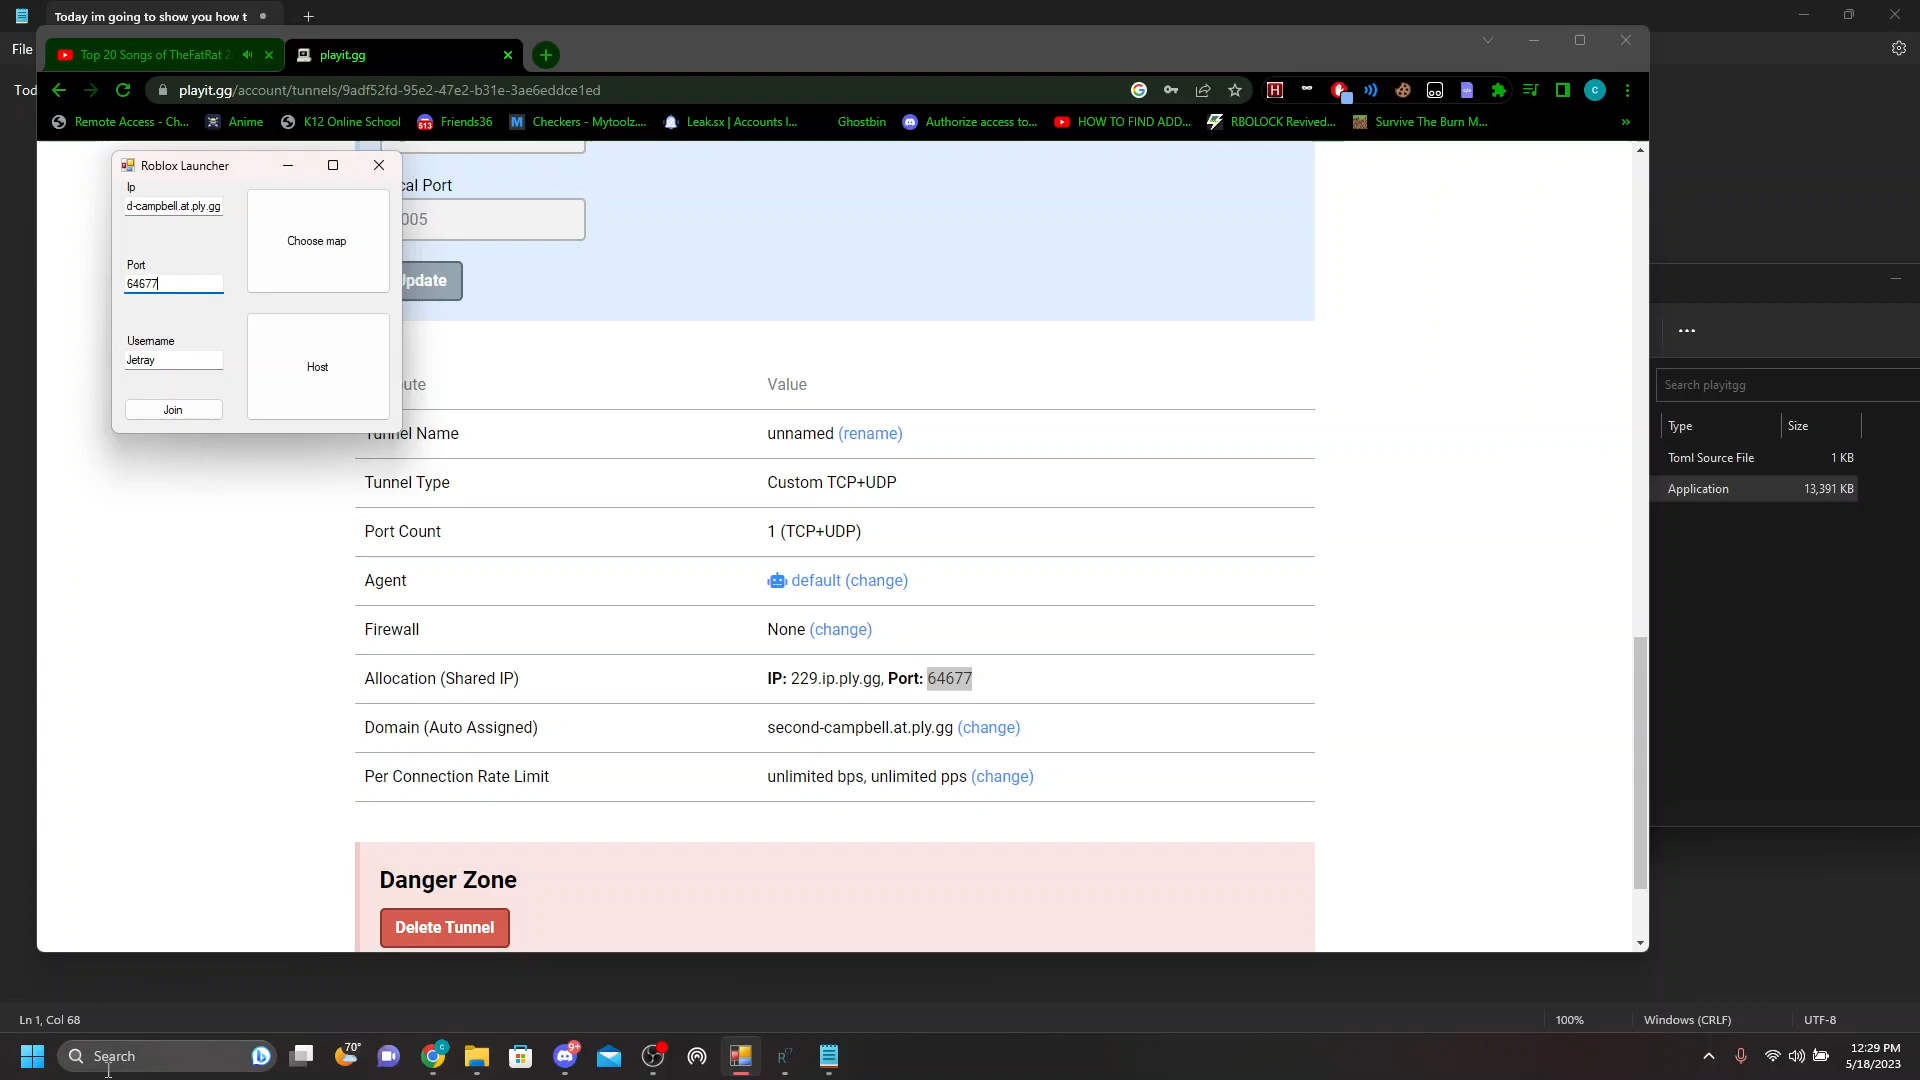 Today im going to show you how t
File
Tod
Top 20 Songs of TheFatRat 2
playit.gg
playit.gg/account/tunnels/9adf52fd-95e2-47e2-b31e-3ae6eddce1ed
Remote Access - Ch...
Anime
K12 Online School
Friends36
Checkers - Mytoolz....
Leak.sx | Accounts l...
Ghostbin
Authorize access to...
HOW TO FIND ADD...
RBOLOCK Revived...
Survive The Burn M...
Roblox Launcher
Ip
d-campbell.at.ply.gg
Choose map
Port
64677
Username
Jetray
Host
Join
cal Port
005
Update
ute
Value
Tunnel Name
unnamed (rename)
Tunnel Type
Custom TCP+UDP
Port Count
1 (TCP+UDP)
Agent
default (change)
Firewall
None (change)
Allocation (Shared IP)
IP: 229.ip.ply.gg, Port: 64677
Domain (Auto Assigned)
second-campbell.at.ply.gg (change)
Per Connection Rate Limit
unlimited bps, unlimited pps (change)
Danger Zone
Delete Tunnel
Search playitgg
Type
Size
Toml Source File
1 KB
Application
13,391 KB
Ln 1, Col 68
100%
Windows (CRLF)
UTF-8
Search
70°
9+
12:29 PM
5/18/2023